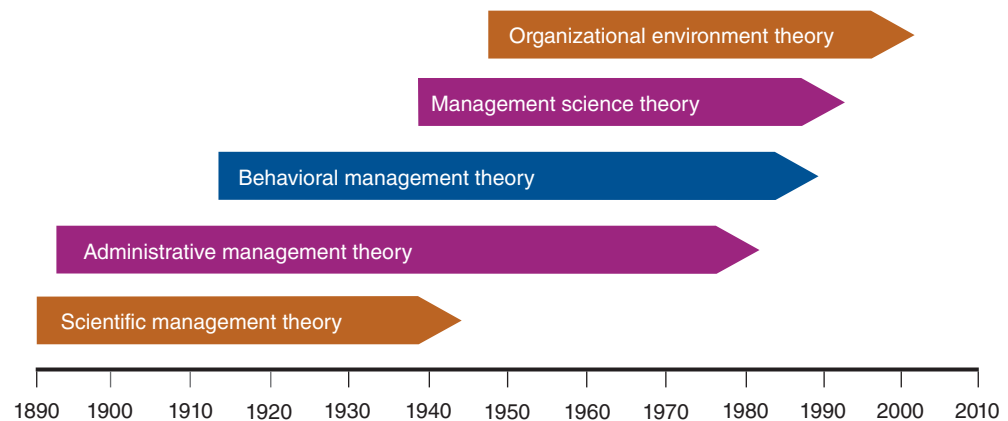 Organizational environment theory
Management science theory
Behavioral management theory
Administrative management theory
Scientific management theory
1890 1900 1910 1920 1930 1940 1950 1960 1970 1980 1990 2000 2010